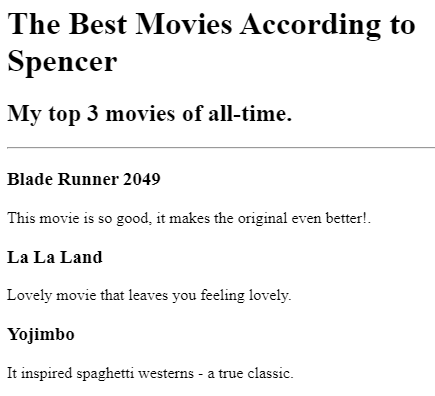 The Best Movies According to
Spencer
My top 3 movies of all-time.
Blade Runner 2049
This movie is so good, it makes the original even better!.
La La Land
Lovely movie that leaves you feeling lovely.
Yojimbo
It inspired spaghetti westerns - a true classic.